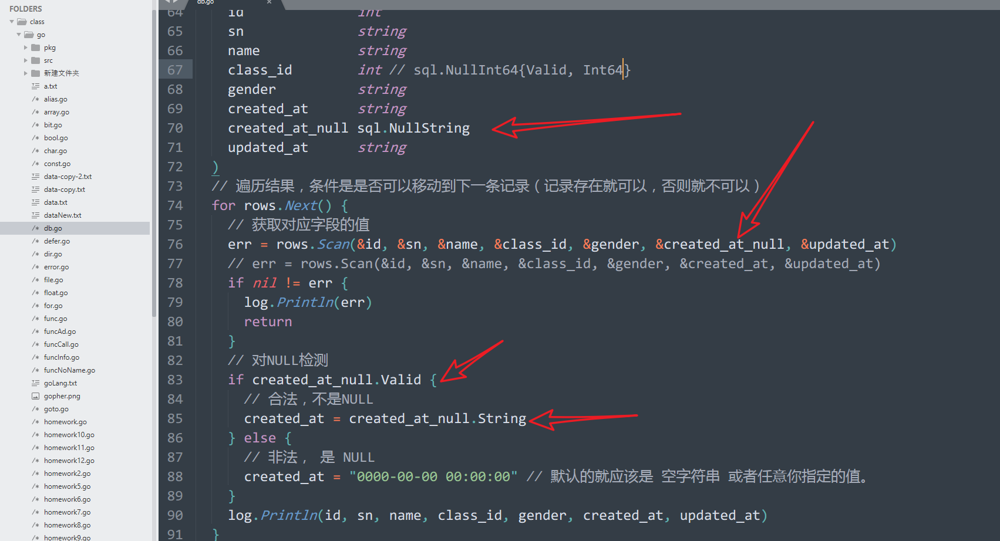 FOLDERS
class
go
pkg
src
新建文件夹
a.txt
alias.go
array.go
bit.go
bool.go
char.go
const.go
data-copy-2.txt
data-copy.txt
data.txt
dataNew.txt
db.go
defer.go
dir.go
error.go
file.go
float.go
for.go
func.go
funcAd.go
funcCall.go
funcInfo.go
funcNoName.go
goLang.txt
gopher.png
goto.go
homework.go
homework10.go
homework11.go
homework12.go
homework2.go
homework5.go
homework6.go
homework7.go
homework8.go
homework9.go
db.go ×
64 id int
65 sn string
66 name string
67 class_id int // sql.NullInt64{Valid, Int64}
68 gender string
69 created_at string
70 created_at_null sql.NullString
71 updated_at string
72 )
73 // 遍历结果，条件是是否可以移动到下一条记录（记录存在就可以，否则就不可以）
74 for rows.Next() {
75 // 获取对应字段的值
76 err = rows.Scan(&id, &sn, &name, &class_id, &gender, &created_at_null, &updated_at)
77 // err = rows.Scan(&id, &sn, &name, &class_id, &gender, &created_at, &updated_at)
78 if nil != err {
79 log.Println(err)
80 return
81 }
82 // 对NULL检测
83 if created_at_null.Valid {
84 // 合法，不是NULL
85 created_at = created_at_null.String
86 } else {
87 // 非法， 是 NULL
88 created_at = "0000-00-00 00:00:00" // 默认的就应该是 空字符串 或者任意你指定的值。
89 }
90 log.Println(id, sn, name, class_id, gender, created_at, updated_at)
91 }